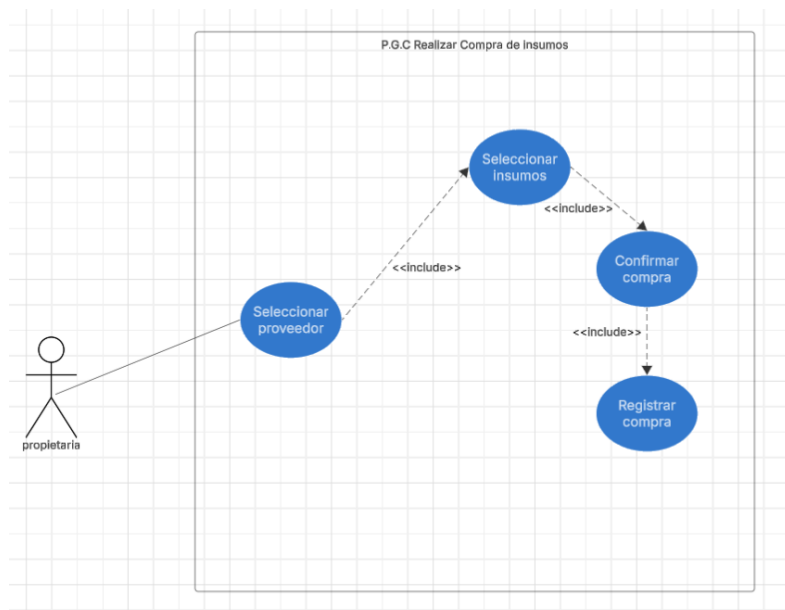 P.G.C Realizar Compra de insumos
Seleccionar
insumos
<<include>>
Confirmar
compra
<<include>>
Seleccionar
proveedor
<<include>>
Registrar
compra
propietaria